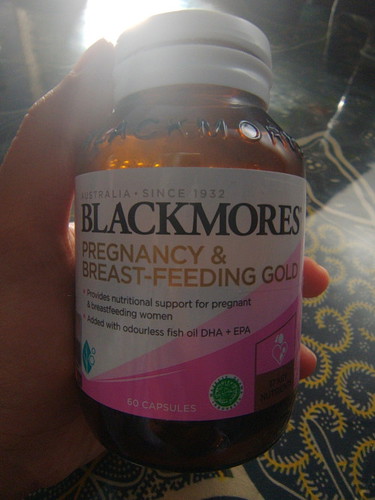 BLACKMORES
AUSTRALIA • SINCE 1932
BLACKMORES
PREGNANCY &
BREAST-FEEDING GOLD
• Provides nutritional support for pregnant
& breastfeeding women
• Added with odourless fish oil DHA + EPA
60 CAPSULES